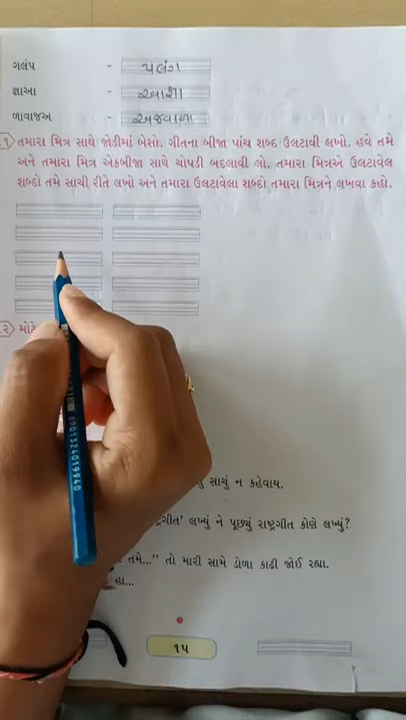 ગલંપ - પલંગ
જ્ઞાઆ - આજ્ઞા
ળાવાજઅ - અજવાળા
૧ તમારા મિત્ર સાથે જોડીમાં બેસો. ગીતના બીજા પાંચ શબ્દ ઉલટાવી લખો. હવે તમે
અને તમારા મિત્ર એકબીજા સાથે ચોપડી બદલાવી લો. તમારા મિત્રએ ઉલટાવેલ
શબ્દો તમે સાચી રીતે લખો અને તમારા ઉલટાવેલા શબ્દો તમારા મિત્રને લખવા કહો.
૨ મોટે
સાચું ન કહેવાય.
લખ્યું ને પૂછ્યું રાષ્ટ્રગીત કોણે લખ્યું?
તમે...” તો મારી સામે ડોળા કાઢી જોઈ રહ્યા.
હા...
૧૫